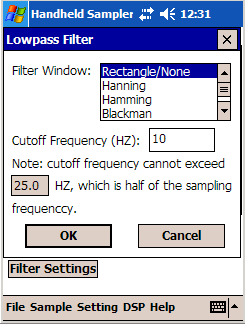 Handheld Sampler 12:31
Lowpass Filter
Filter Window:
Rectangle/None
Hanning
Hamming
Blackman
Cutoff Frequency (HZ): 10
Note: cutoff frequency cannot exceed
25.0 HZ, which is half of the sampling
frequenccy.
OK Cancel
Filter Settings
File Sample Setting DSP Help